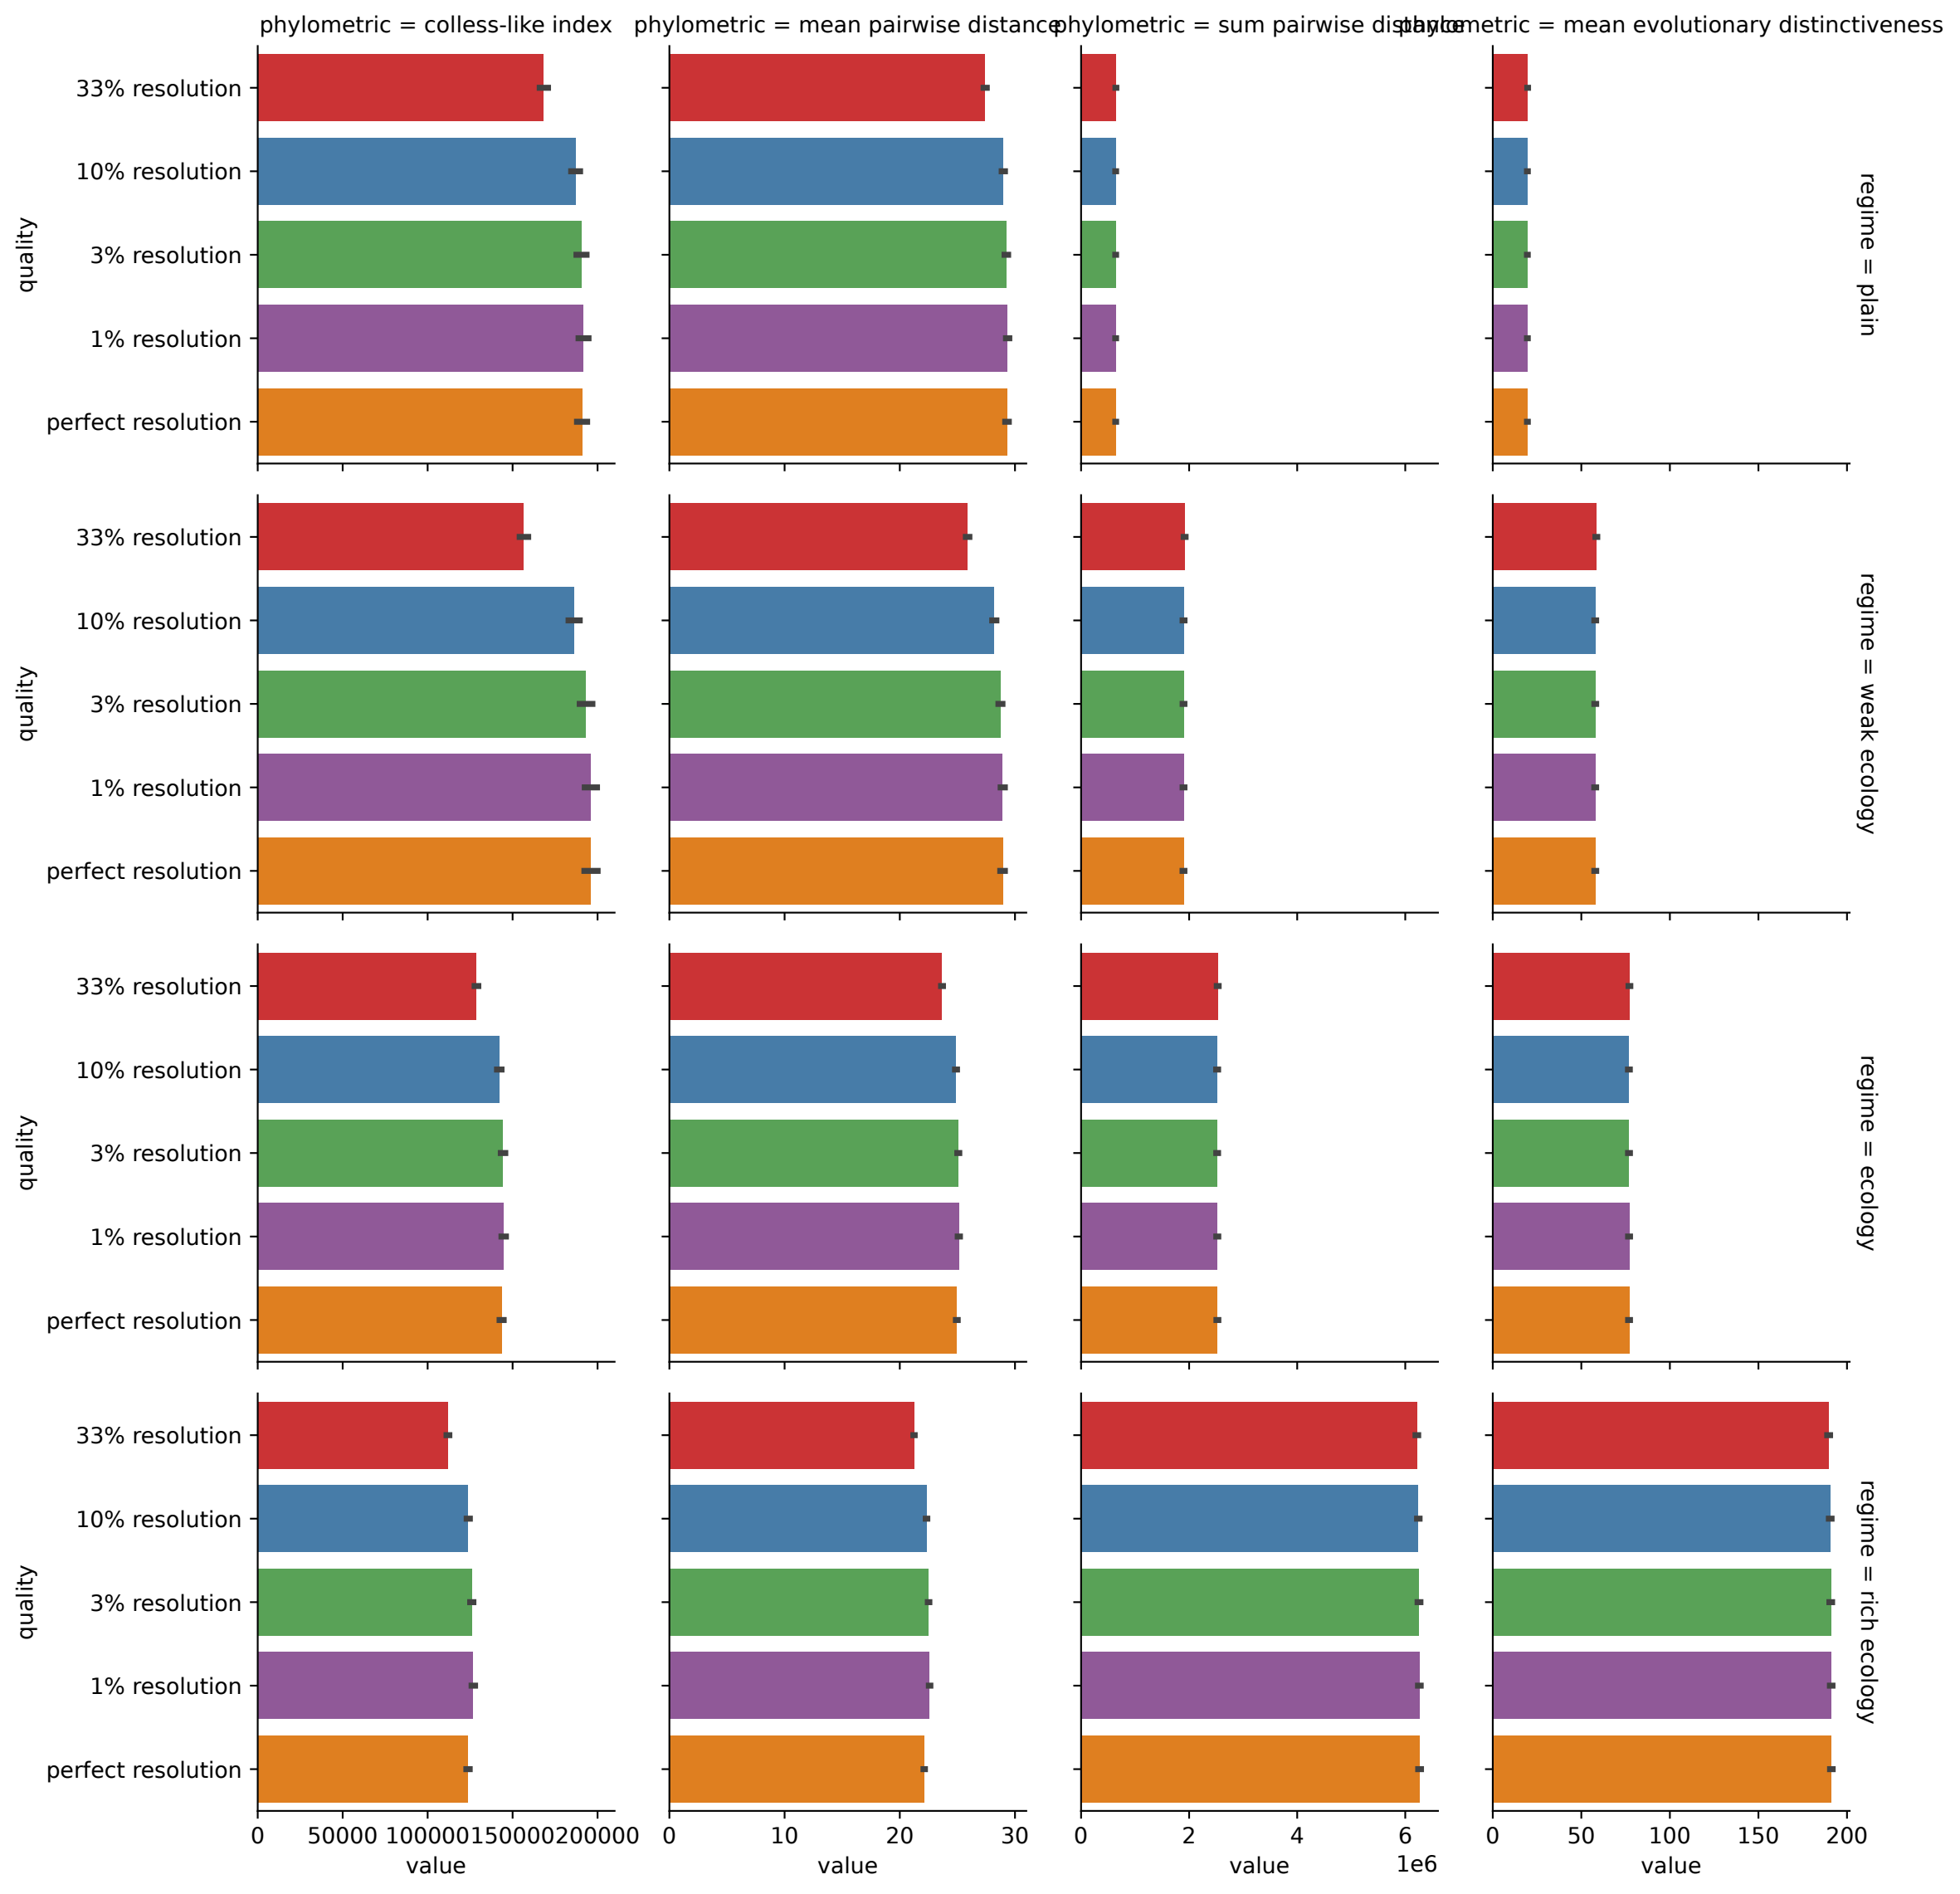 phylometric = colless-like index
phylometric = mean pairwise distance
phylometric = sum pairwise distance
phylometric = mean evolutionary distinctiveness
quality
33% resolution
10% resolution
3% resolution
1% resolution
perfect resolution
regime = plain
quality
33% resolution
10% resolution
3% resolution
1% resolution
perfect resolution
regime = weak ecology
quality
33% resolution
10% resolution
3% resolution
1% resolution
perfect resolution
regime = ecology
quality
33% resolution
10% resolution
3% resolution
1% resolution
perfect resolution
regime = rich ecology
0 50000 100000 150000 200000
value
0 10 20 30
value
0 2 4 6
1e6
value
0 50 100 150 200
value